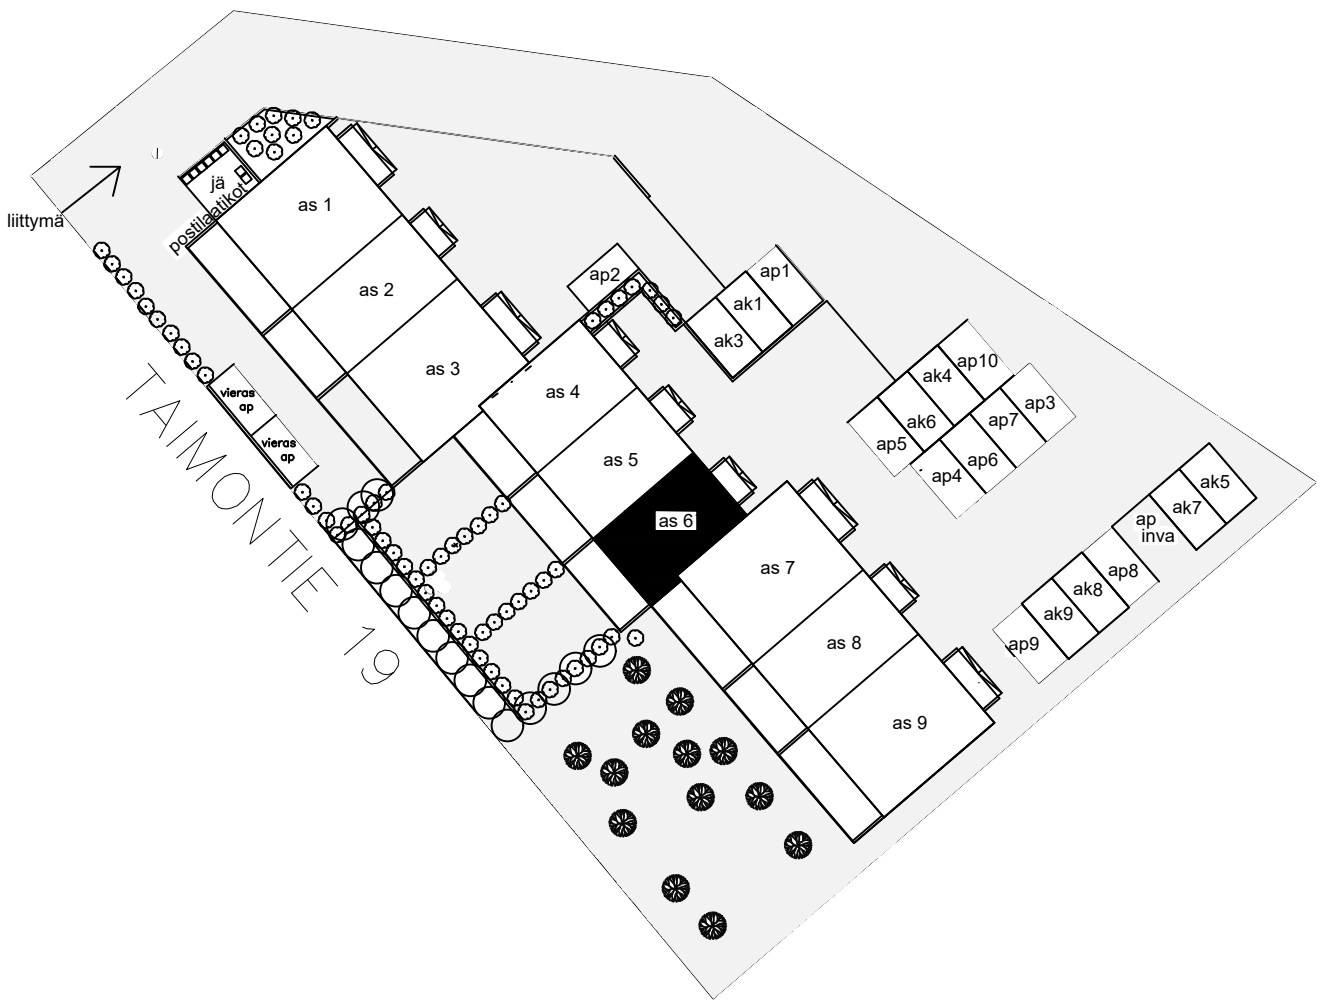 liittymä
jä
postilaatikot
as 1
as 2
as 3
as 4
as 5
as 6
as 7
as 8
as 9
ap2
ap1
ak1
ak3
ap10
ak4
ak6
ap5
ap3
ap7
ap6
ap4
ak5
ak7
ap
inva
ap8
ak8
ak9
ap9
vieras
ap
vieras
ap
TAIMONTIE 19